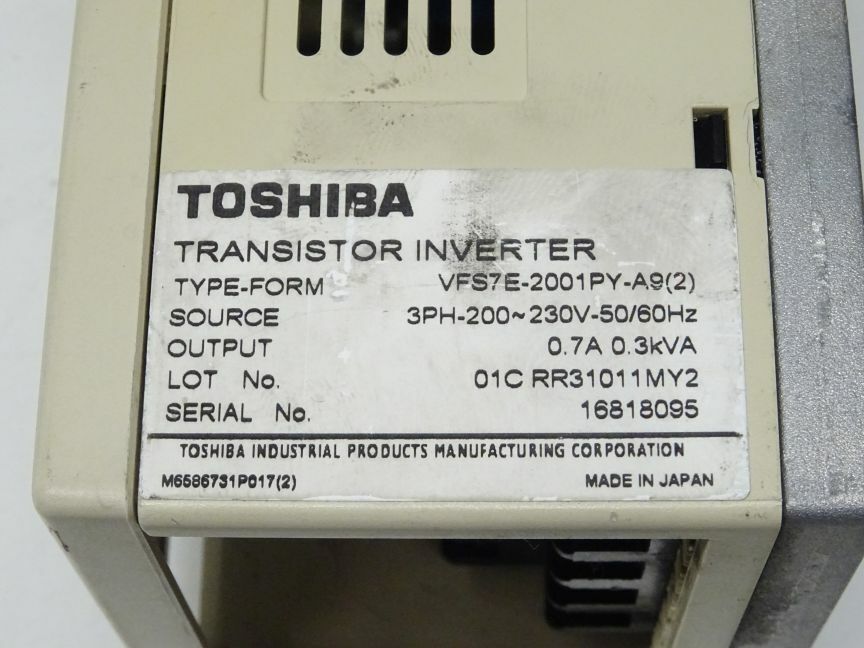 TOSHIBA
TRANSISTOR INVERTER
TYPE-FORM VFS7E-2001PY-A9(2)
SOURCE 3PH-200~230V-50/60Hz
OUTPUT 0.7A 0.3kVA
LOT No. 01C RR31011MY2
SERIAL No. 16818095
TOSHIBA INDUSTRIAL PRODUCTS MANUFACTURING CORPORATION
M6586731P017(2) MADE IN JAPAN